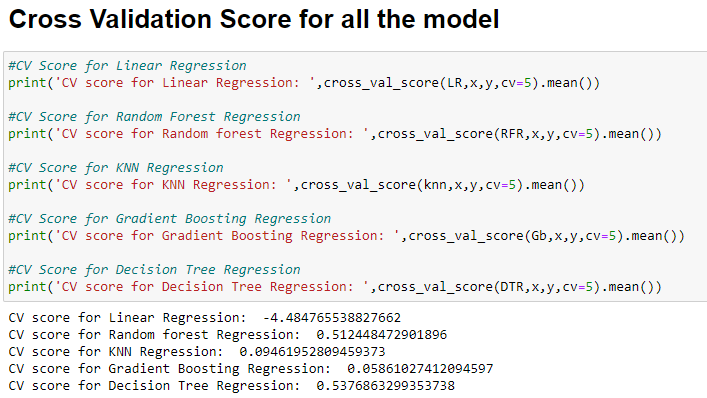 Cross Validation Score for all the model
#CV Score for Linear Regression
print('CV score for Linear Regression: ',cross_val_score(LR,x,y,cv=5).mean())
#CV Score for Random Forest Regression
print('CV score for Random forest Regression: ',cross_val_score(RFR,x,y,cv=5).mean())
#CV Score for KNN Regression
print('CV score for KNN Regression: ',cross_val_score(knn,x,y,cv=5).mean())
#CV Score for Gradient Boosting Regression
print('CV score for Gradient Boosting Regression: ',cross_val_score(Gb,x,y,cv=5).mean())
#CV Score for Decision Tree Regression
print('CV score for Decision Tree Regression: ',cross_val_score(DTR,x,y,cv=5).mean())
CV score for Linear Regression:  -4.484765538827662
CV score for Random forest Regression:  0.512448472901896
CV score for KNN Regression:  0.09461952809459373
CV score for Gradient Boosting Regression:  0.05861027412094597
CV score for Decision Tree Regression:  0.5376863299353738